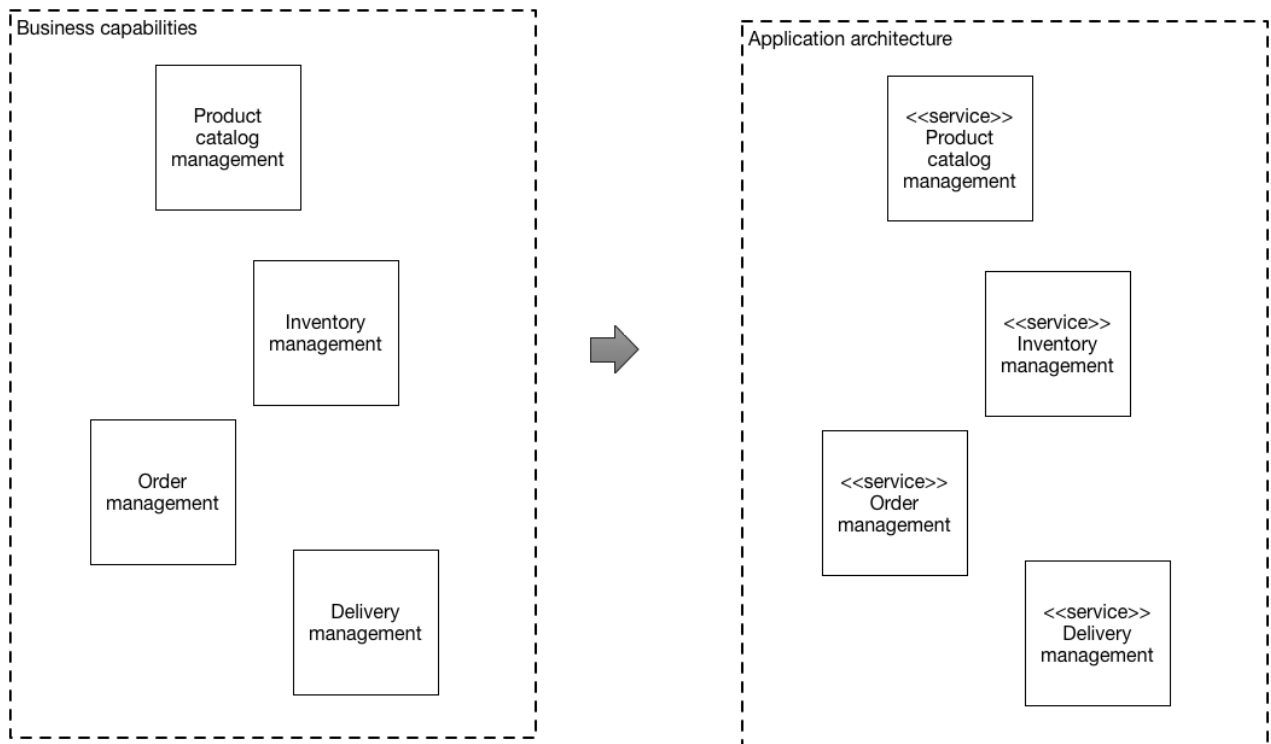 Business capabilities
Product
catalog
management
Inventory
management
Order
management
Delivery
management
Application architecture
<<service>>
Product
catalog
management
<<service>>
Inventory
management
<<service>>
Order
management
<<service>>
Delivery
management